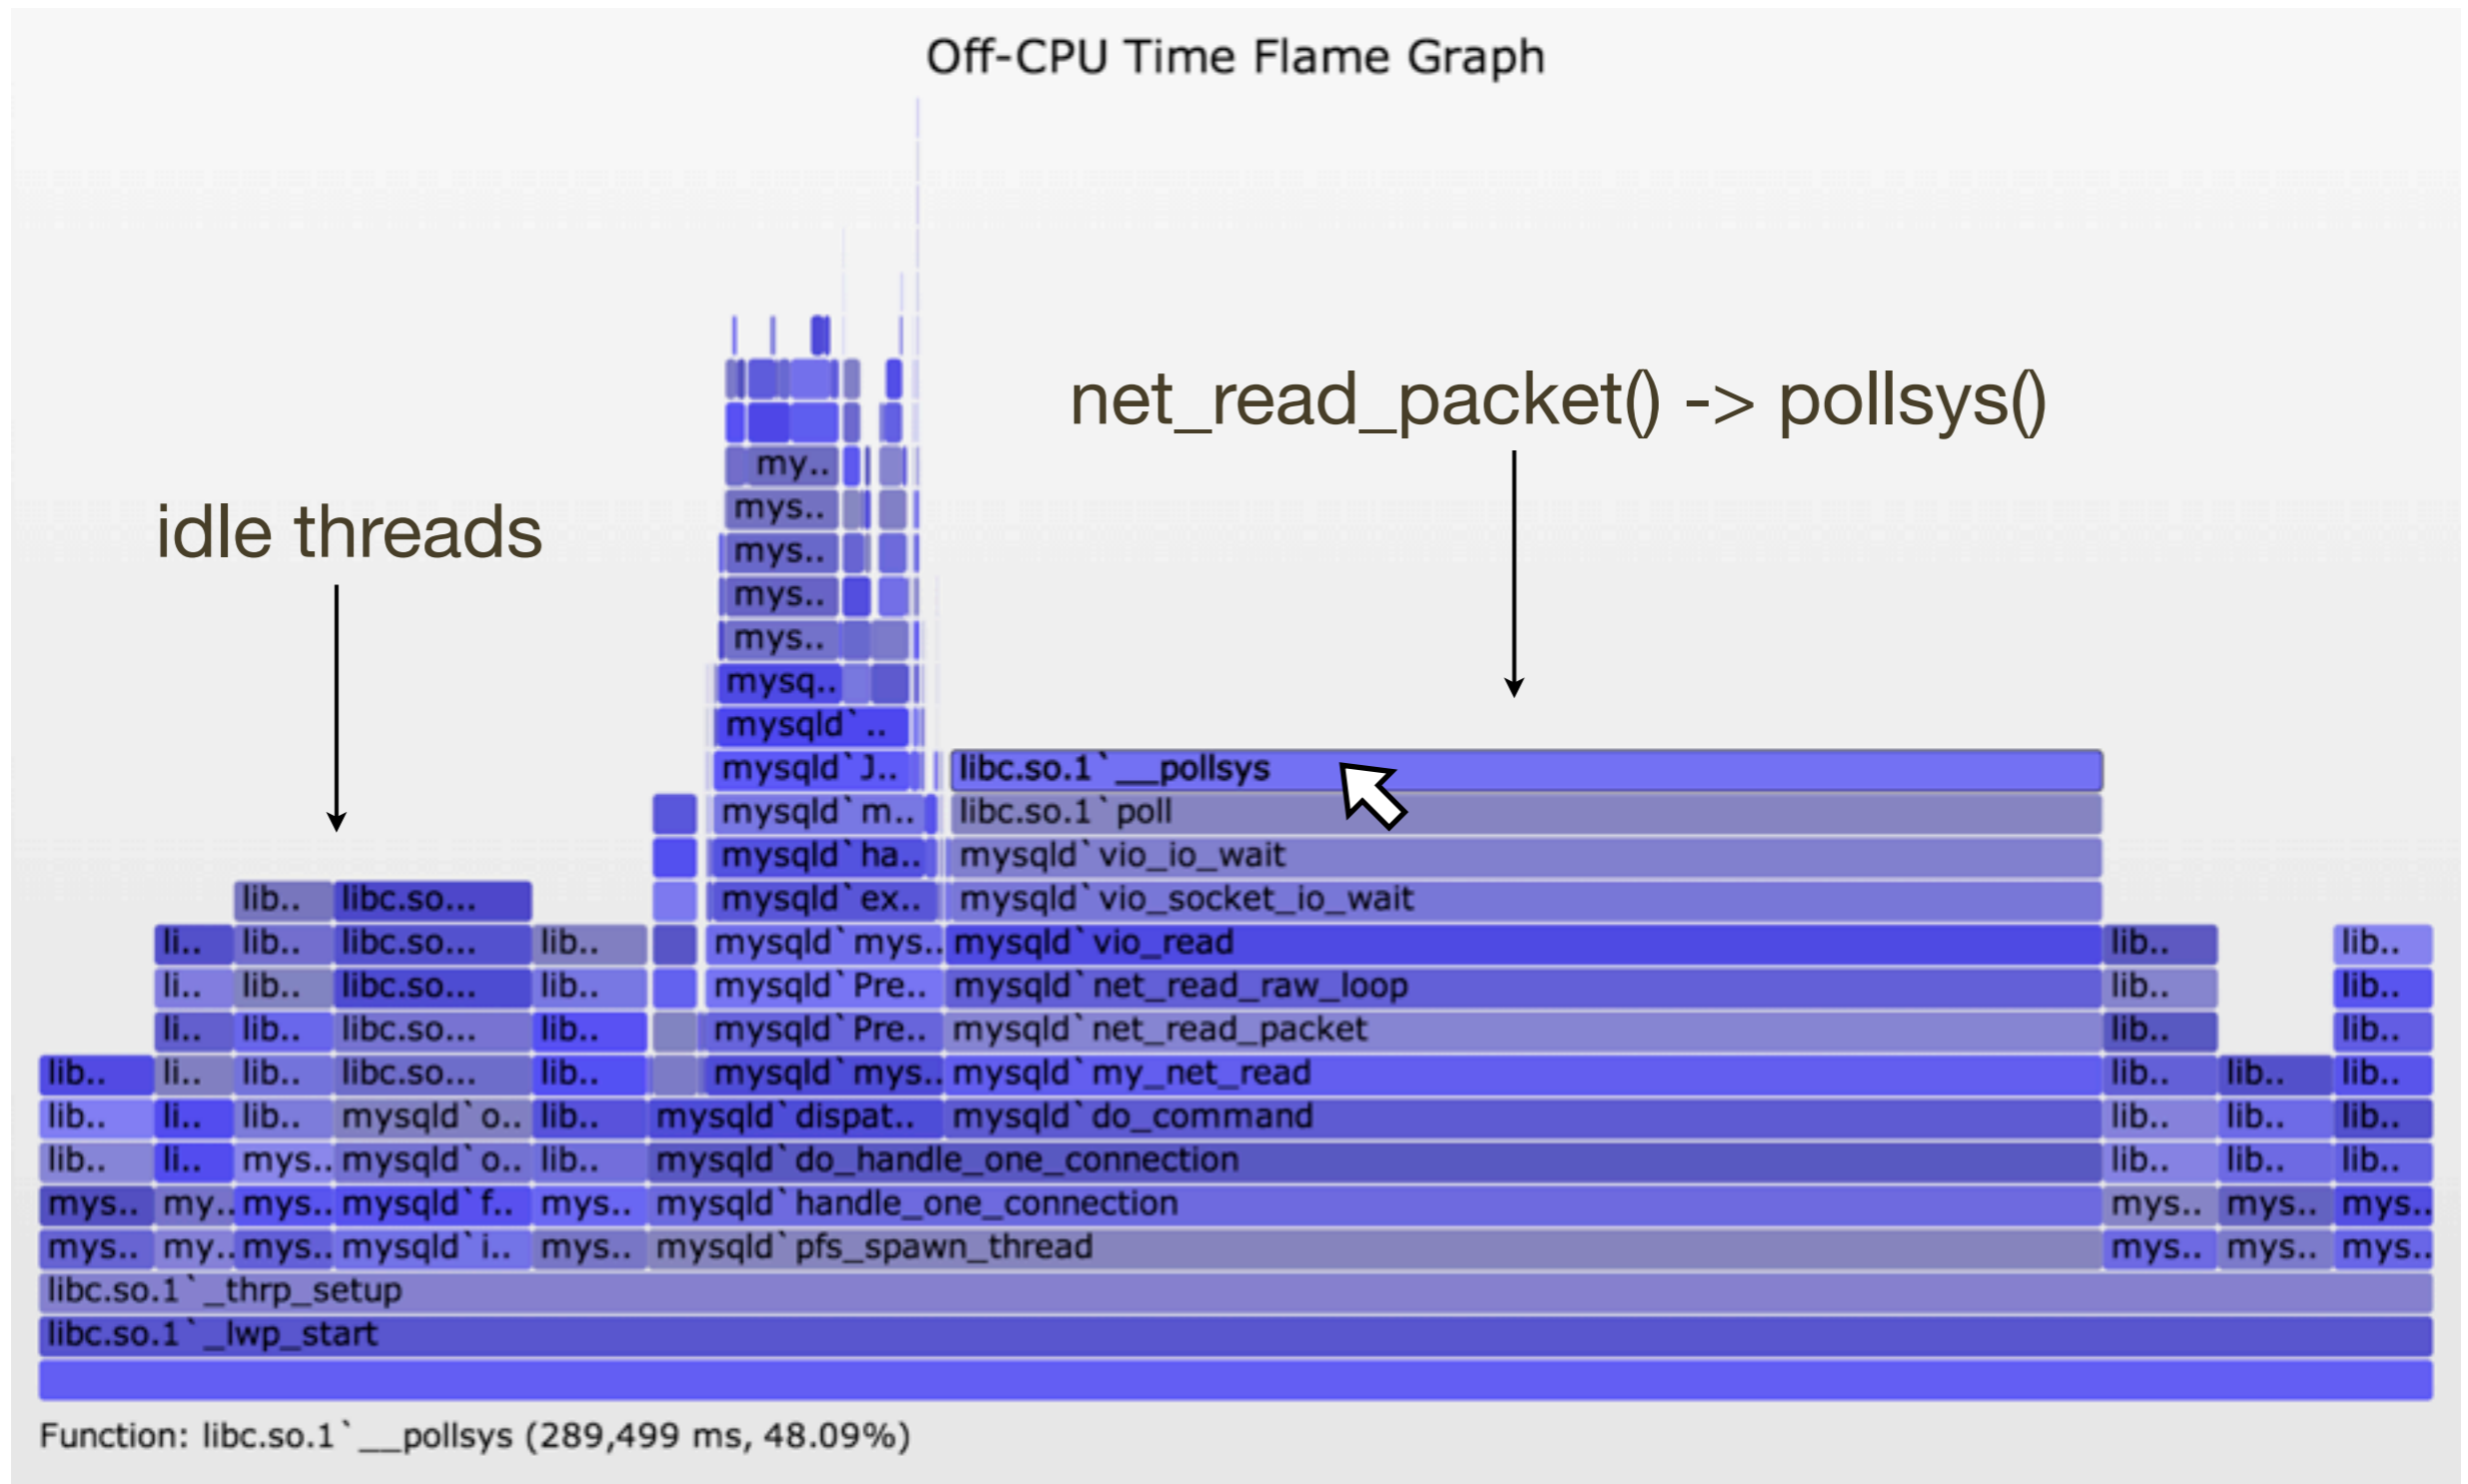 Off-CPU Time Flame Graph
net_read_packet() -> pollsys()
idle threads
my..
mys..
mys..
mys..
mys..
mysq..
mysqld`..
mysqld`J.. libc.so.1`__pollsys
mysqld`m.. libc.so.1`poll
mysqld`ha.. mysqld`vio_io_wait
lib.. libc.so... mysqld`ex.. mysqld`vio_socket_io_wait
li.. lib.. libc.so... lib.. mysqld`mys.. mysqld`vio_read lib.. lib..
li.. lib.. libc.so... lib.. mysqld`Pre.. mysqld`net_read_raw_loop lib.. lib..
li.. lib.. libc.so... lib.. mysqld`Pre.. mysqld`net_read_packet lib.. lib..
lib.. li.. lib.. libc.so... lib.. mysqld`mys.. mysqld`my_net_read lib.. lib.. lib..
lib.. li.. lib.. mysqld`o.. lib.. mysqld`dispat.. mysqld`do_command lib.. lib.. lib..
lib.. li.. mys.. mysqld`o.. lib.. mysqld`do_handle_one_connection lib.. lib.. lib..
mys.. my.. mys.. mysqld`f.. mys.. mysqld`handle_one_connection mys.. mys.. mys..
mys.. my.. mys.. mysqld`i.. mys.. mysqld`pfs_spawn_thread mys.. mys.. mys..
libc.so.1`_thrp_setup
libc.so.1`_lwp_start
Function: libc.so.1`__pollsys (289,499 ms, 48.09%)